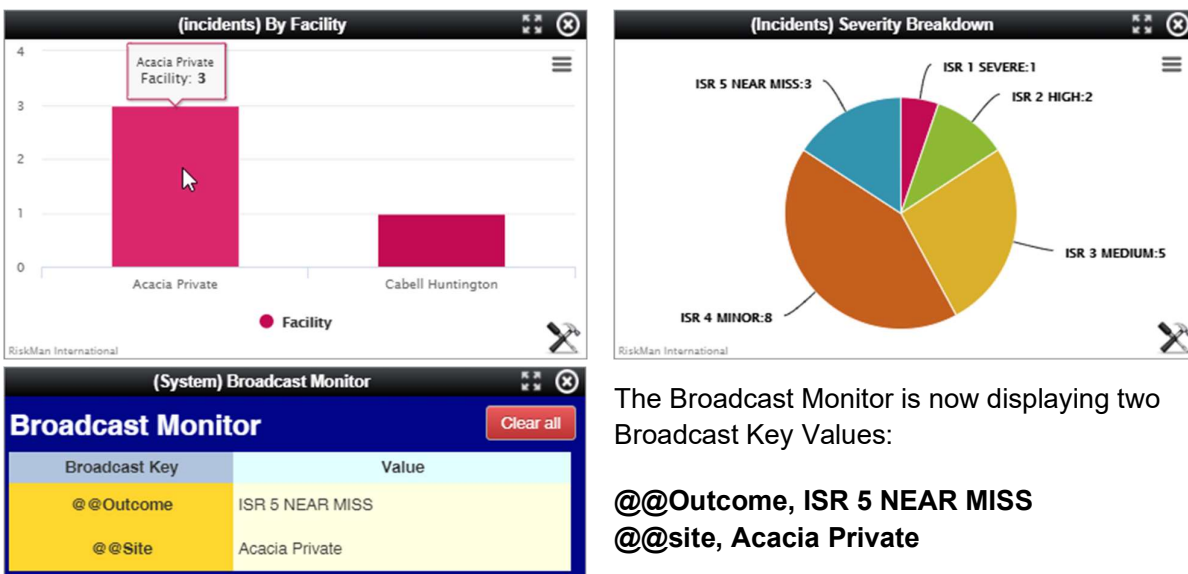 (incidents) By Facility
4
3
2
1
0
Acacia Private
Facility: 3
Acacia Private
Cabell Huntington
Facility
RiskMan International
(Incidents) Severity Breakdown
ISR 1 SEVERE:1
ISR 5 NEAR MISS:3
ISR 2 HIGH:2
ISR 3 MEDIUM:5
ISR 4 MINOR:8
RiskMan International
(System) Broadcast Monitor
Broadcast Monitor
Clear all
Broadcast Key Value
@@Outcome ISR 5 NEAR MISS
@@Site Acacia Private
The Broadcast Monitor is now displaying two
Broadcast Key Values:
@@Outcome, ISR 5 NEAR MISS
@@site, Acacia Private